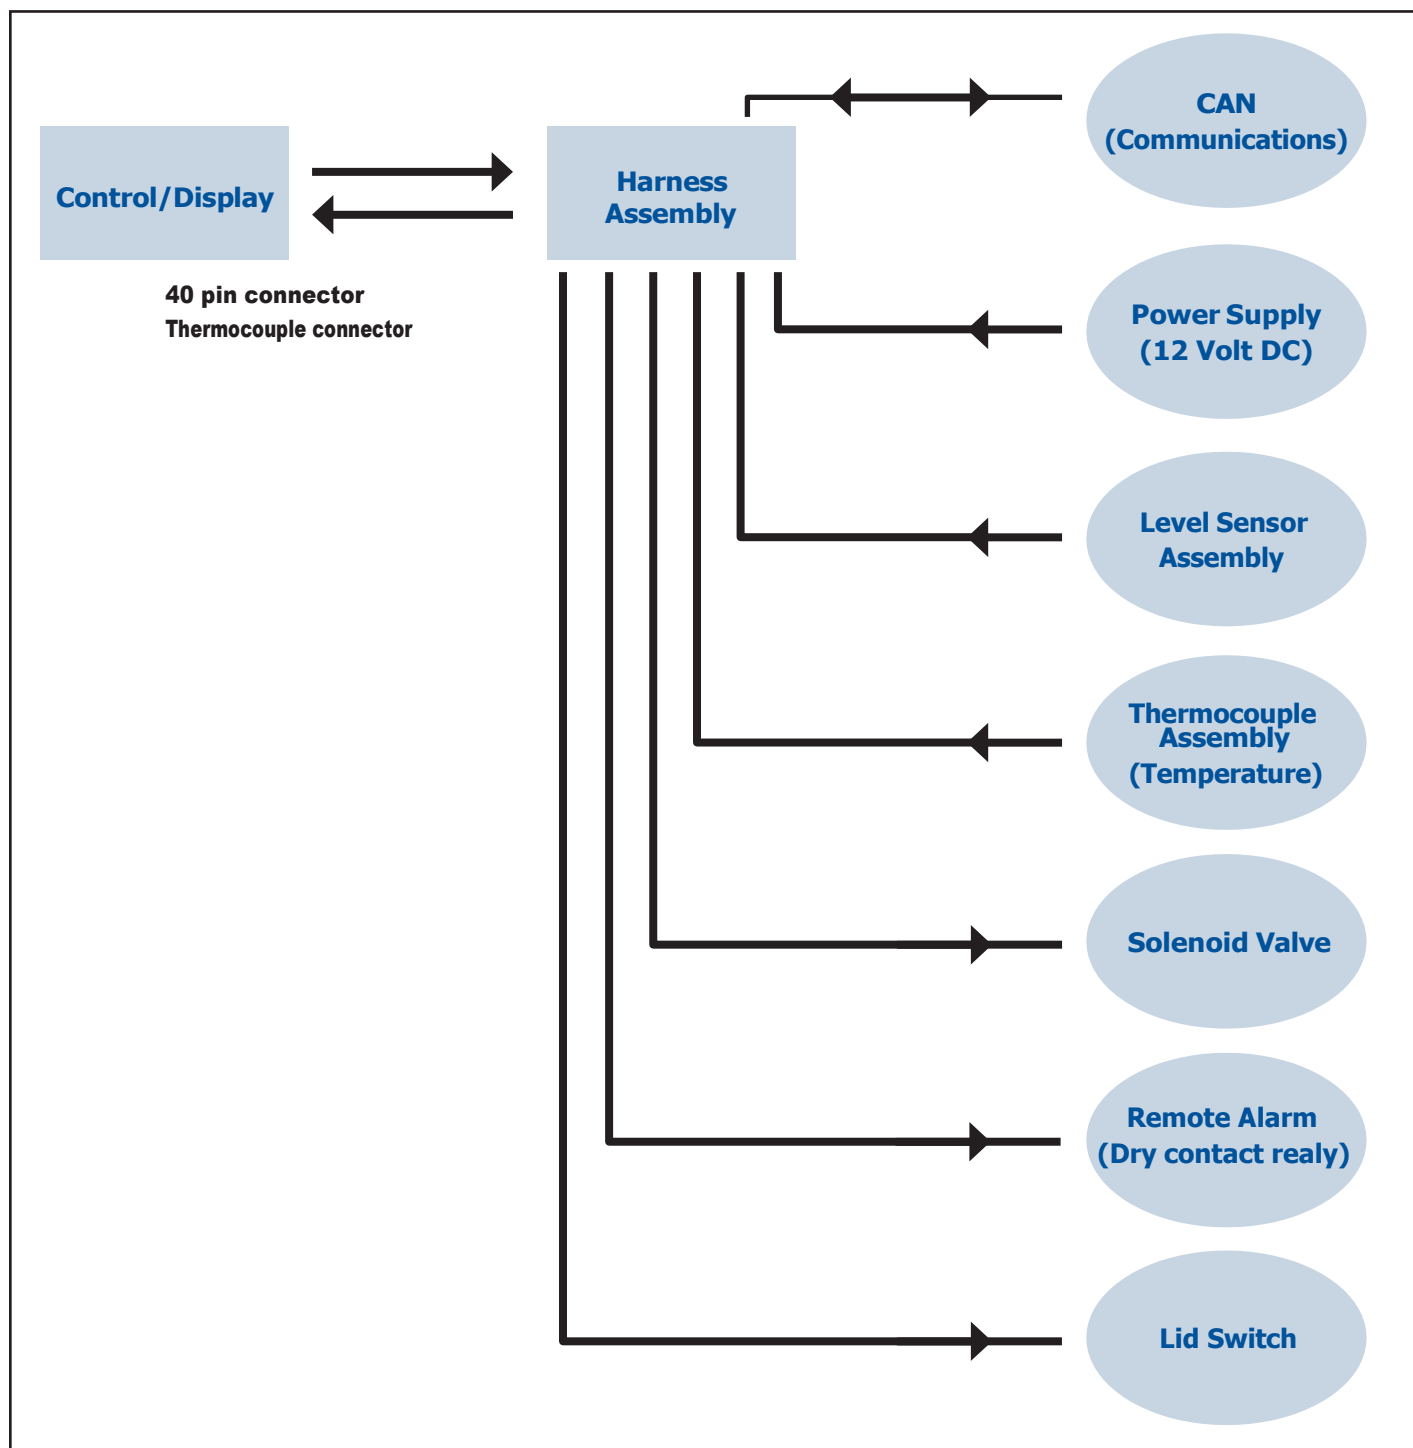 CAN
(Communications)
Control/Display
Harness
Assembly
40 pin connector
Thermocouple connector
Power Supply
(12 Volt DC)
Level Sensor
Assembly
Thermocouple
Assembly
(Temperature)
Solenoid Valve
Remote Alarm
(Dry contact realy)
Lid Switch